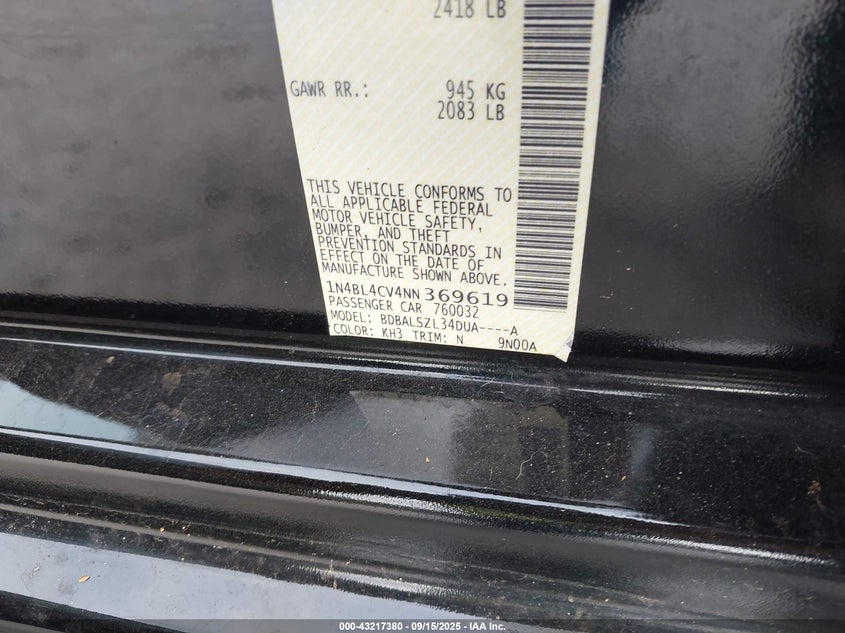 2418 LB
GAWR RR.: 945 KG
2083 LB
THIS VEHICLE CONFORMS TO
ALL APPLICABLE FEDERAL
MOTOR VEHICLE SAFETY,
BUMPER, AND THEFT
PREVENTION STANDARDS IN
EFFECT ON THE DATE OF
MANUFACTURE SHOWN ABOVE.
1N4BL4CV4NN369619
PASSENGER CAR 760032
MODEL: BDBALSZL34DUA----A
COLOR: KH3 TRIM: N 9N00A
000-43217380 - 09/15/2025 - IAA Inc.